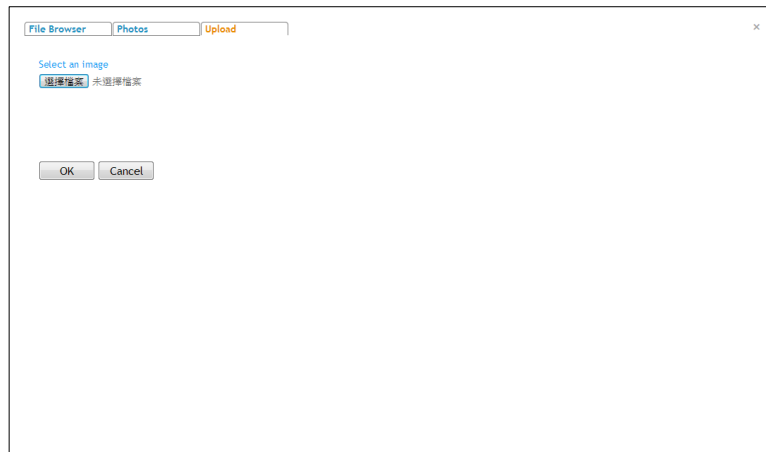 File Browser Photos Upload ×
Select an image
選擇檔案 未選擇檔案
OK Cancel